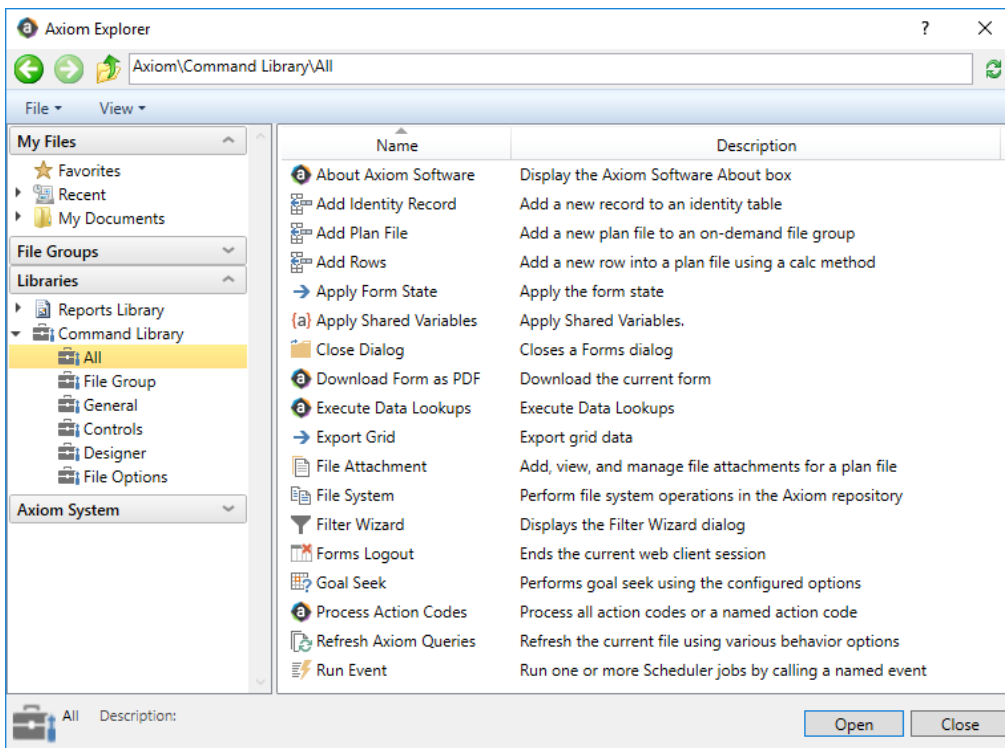 Axiom Explorer
?
Axiom\Command Library\All
File View
My Files
Favorites
Recent
My Documents
File Groups
Libraries
Reports Library
Command Library
All
File Group
General
Controls
Designer
File Options
Axiom System
Name Description
About Axiom Software Display the Axiom Software About box
Add Identity Record Add a new record to an identity table
Add Plan File Add a new plan file to an on-demand file group
Add Rows Add a new row into a plan file using a calc method
Apply Form State Apply the form state
{a} Apply Shared Variables Apply Shared Variables.
Close Dialog Closes a Forms dialog
Download Form as PDF Download the current form
Execute Data Lookups Execute Data Lookups
Export Grid Export grid data
File Attachment Add, view, and manage file attachments for a plan file
File System Perform file system operations in the Axiom repository
Filter Wizard Displays the Filter Wizard dialog
Forms Logout Ends the current web client session
Goal Seek Performs goal seek using the configured options
Process Action Codes Process all action codes or a named action code
Refresh Axiom Queries Refresh the current file using various behavior options
Run Event Run one or more Scheduler jobs by calling a named event
All Description:
Open Close